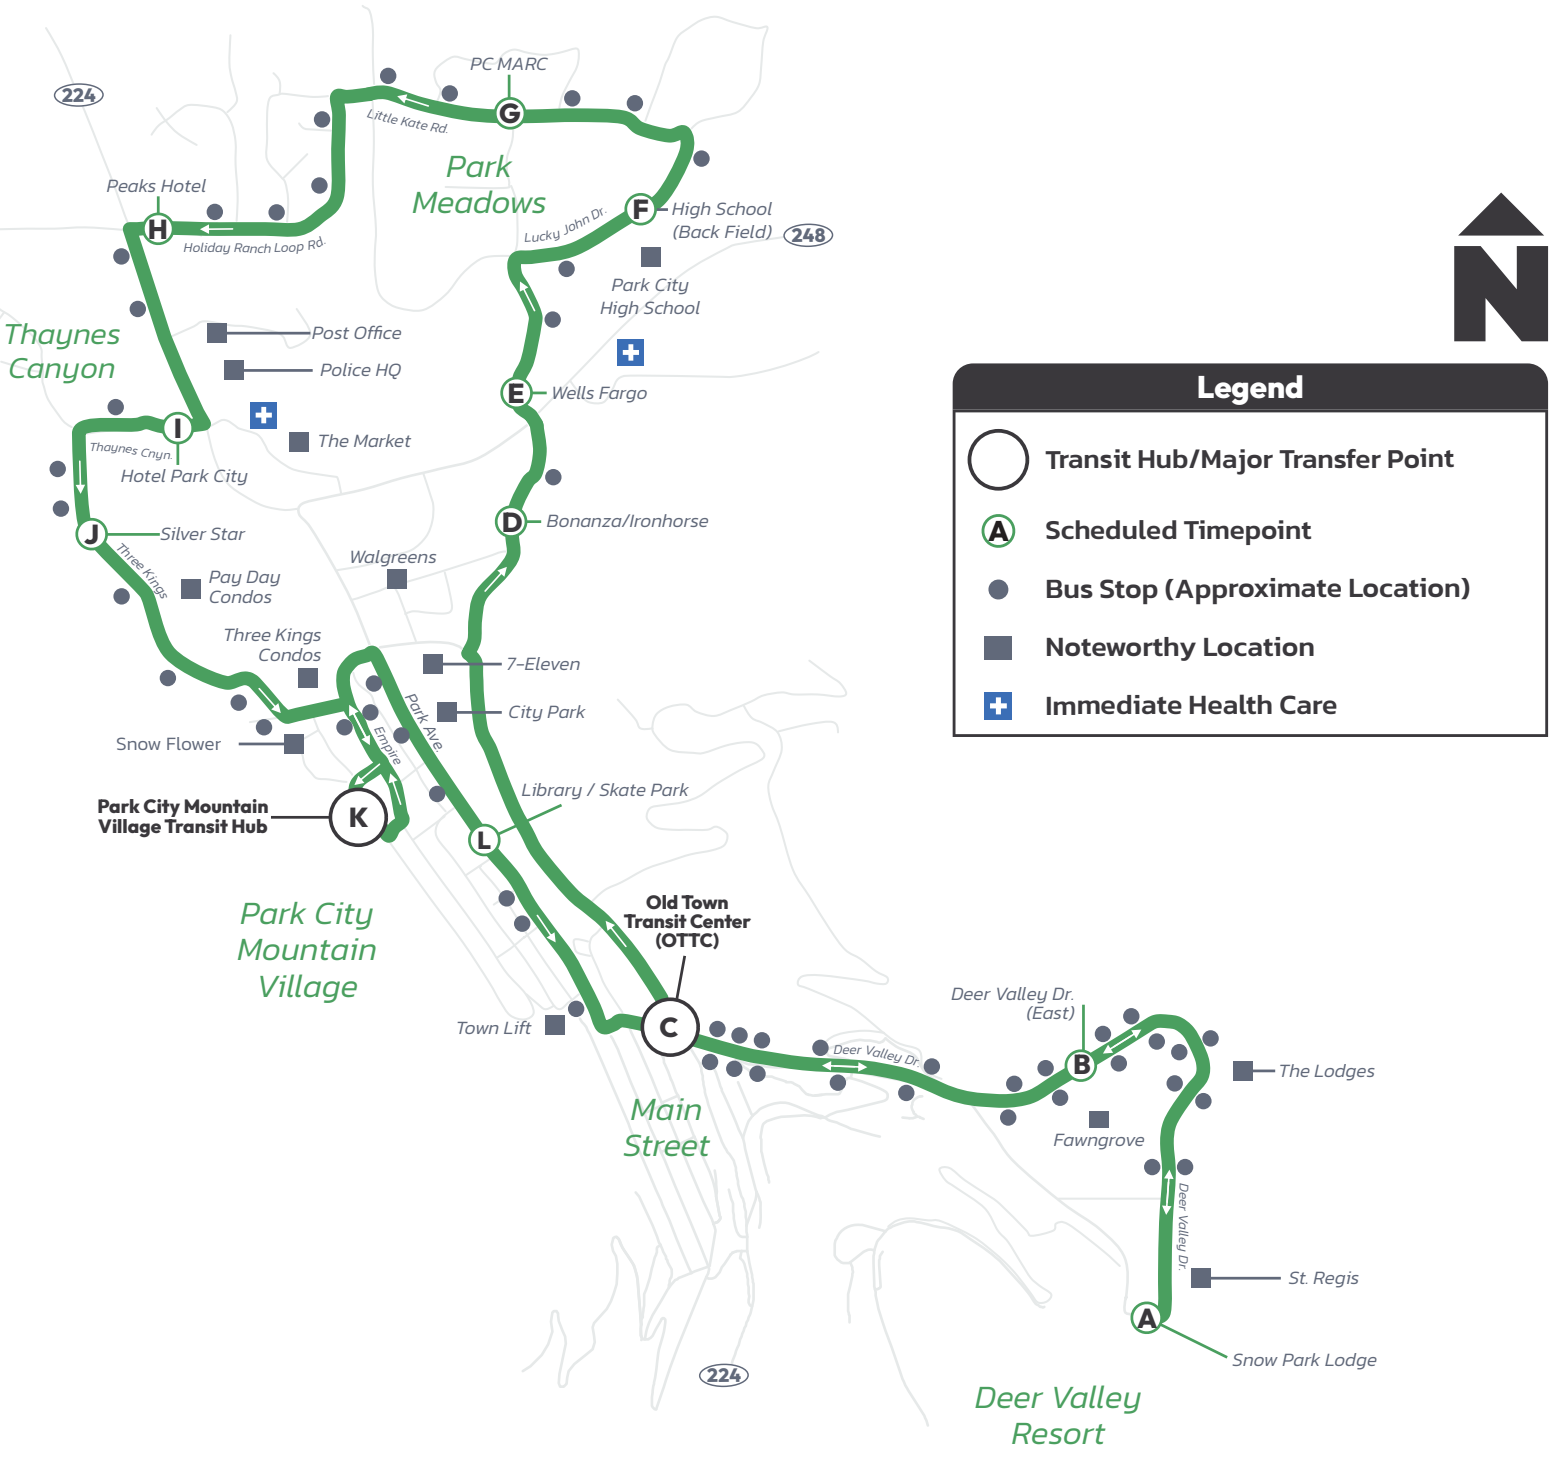 PC MARC
224
G
Little Kate Rd.
Park
Meadows
Peaks Hotel
H
Holiday Ranch Loop Rd.
F
High School
(Back Field)
248
Lucky John Dr.
Park City
High School
Thaynes
Canyon
Post Office
Police HQ
E
Wells Fargo
I
The Market
Thaynes Cnyn.
Hotel Park City
D
Bonanza/Ironhorse
J
Silver Star
Three Kings
Walgreens
Pay Day
Condos
Three Kings
Condos
7-Eleven
City Park
Park Ave.
Empire
Snow Flower
Library / Skate Park
Park City Mountain
Village Transit Hub
K
L
Park City
Mountain
Village
Old Town
Transit Center
(OTTC)
Town Lift
C
Deer Valley Dr.
Main
Street
Deer Valley Dr.
(East)
B
The Lodges
Fawngrove
Deer Valley Dr.
St. Regis
A
Snow Park Lodge
224
Deer Valley
Resort
N
Legend
Transit Hub/Major Transfer Point
A
Scheduled Timepoint
Bus Stop (Approximate Location)
Noteworthy Location
Immediate Health Care